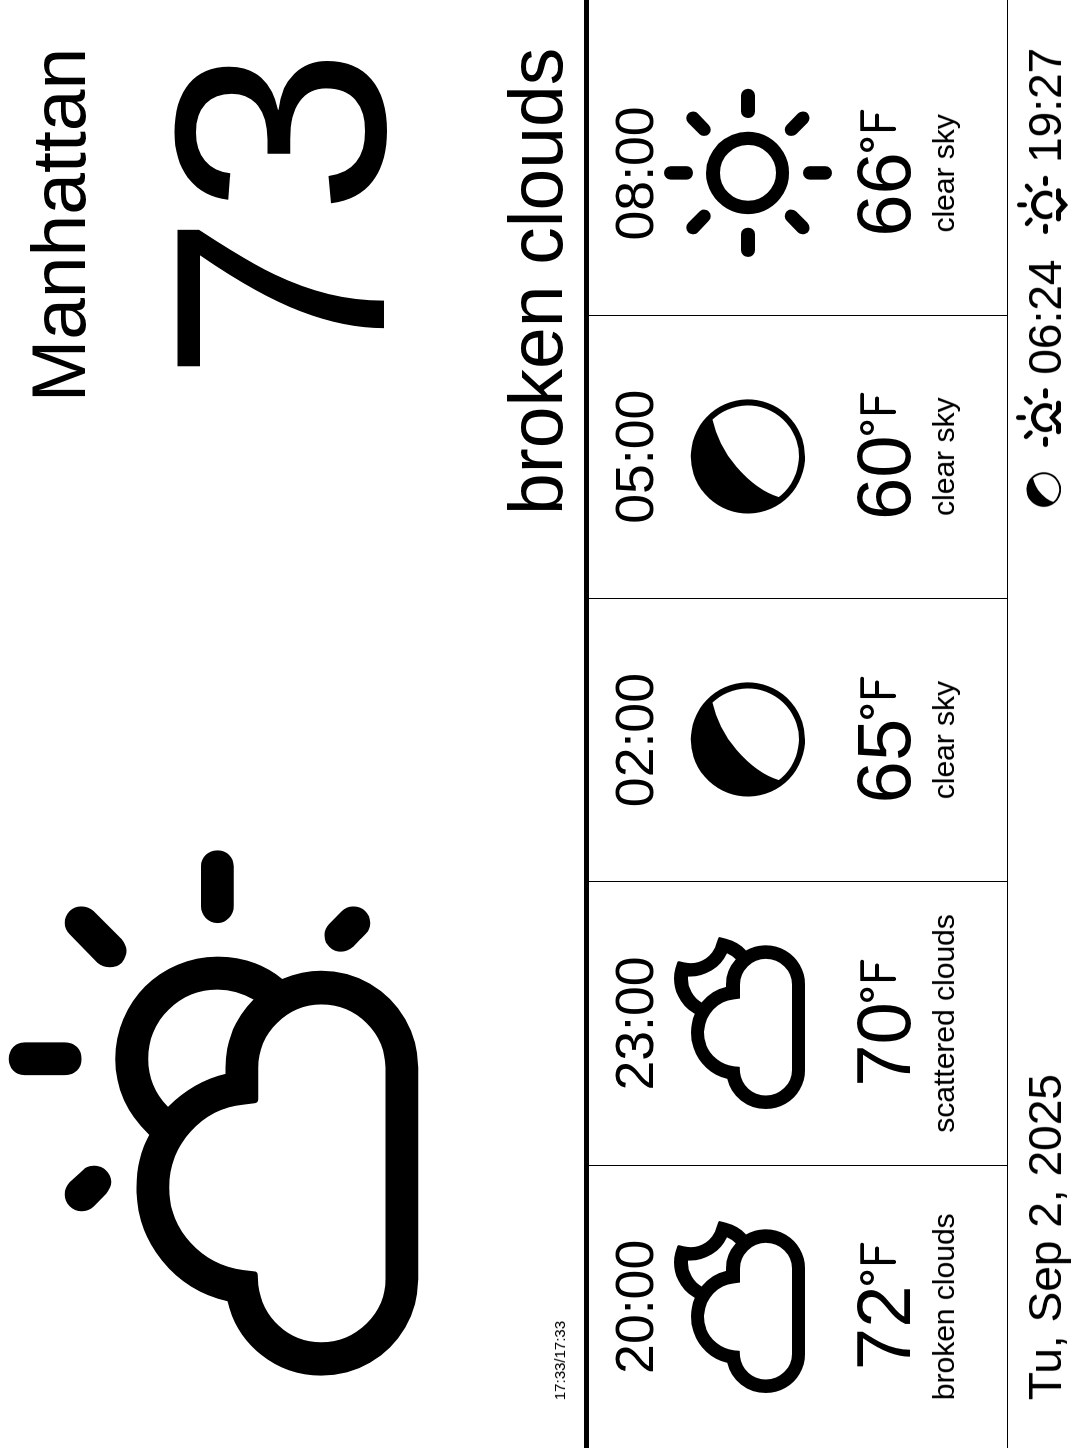 Manhattan
73
broken clouds
17:33/17:33
20:00 23:00 02:00 05:00 08:00
72°F 70°F 65°F 60°F 66°F
broken clouds scattered clouds clear sky clear sky clear sky
Tu, Sep 2, 2025 06:24 19:27